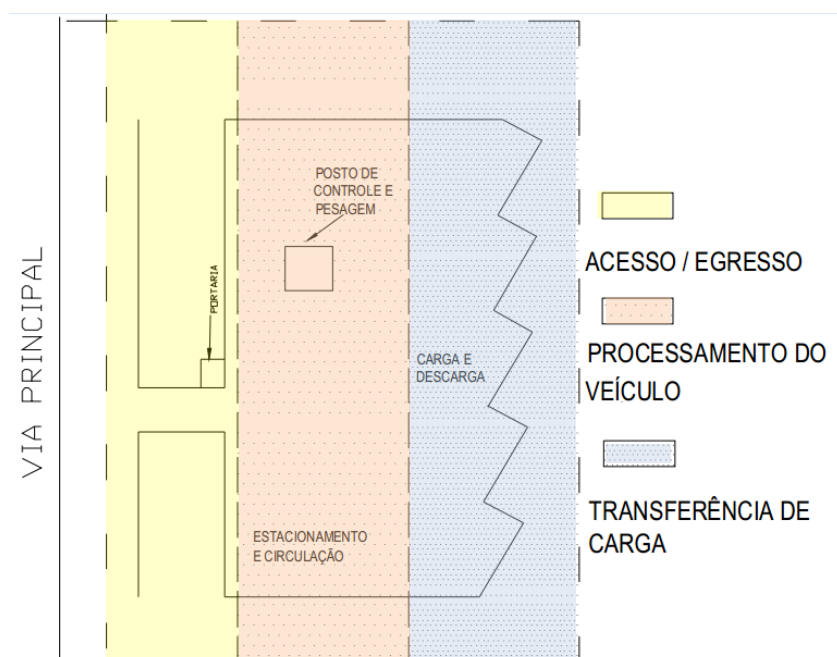 VIA PRINCIPAL
PORTARIA
POSTO DE
CONTROLE E
PESAGEM
CARGA E
DESCARGA
ESTACIONAMENTO
E CIRCULAÇÃO
ACESSO / EGRESSO
PROCESSAMENTO DO
VEÍCULO
TRANSFERÊNCIA DE
CARGA